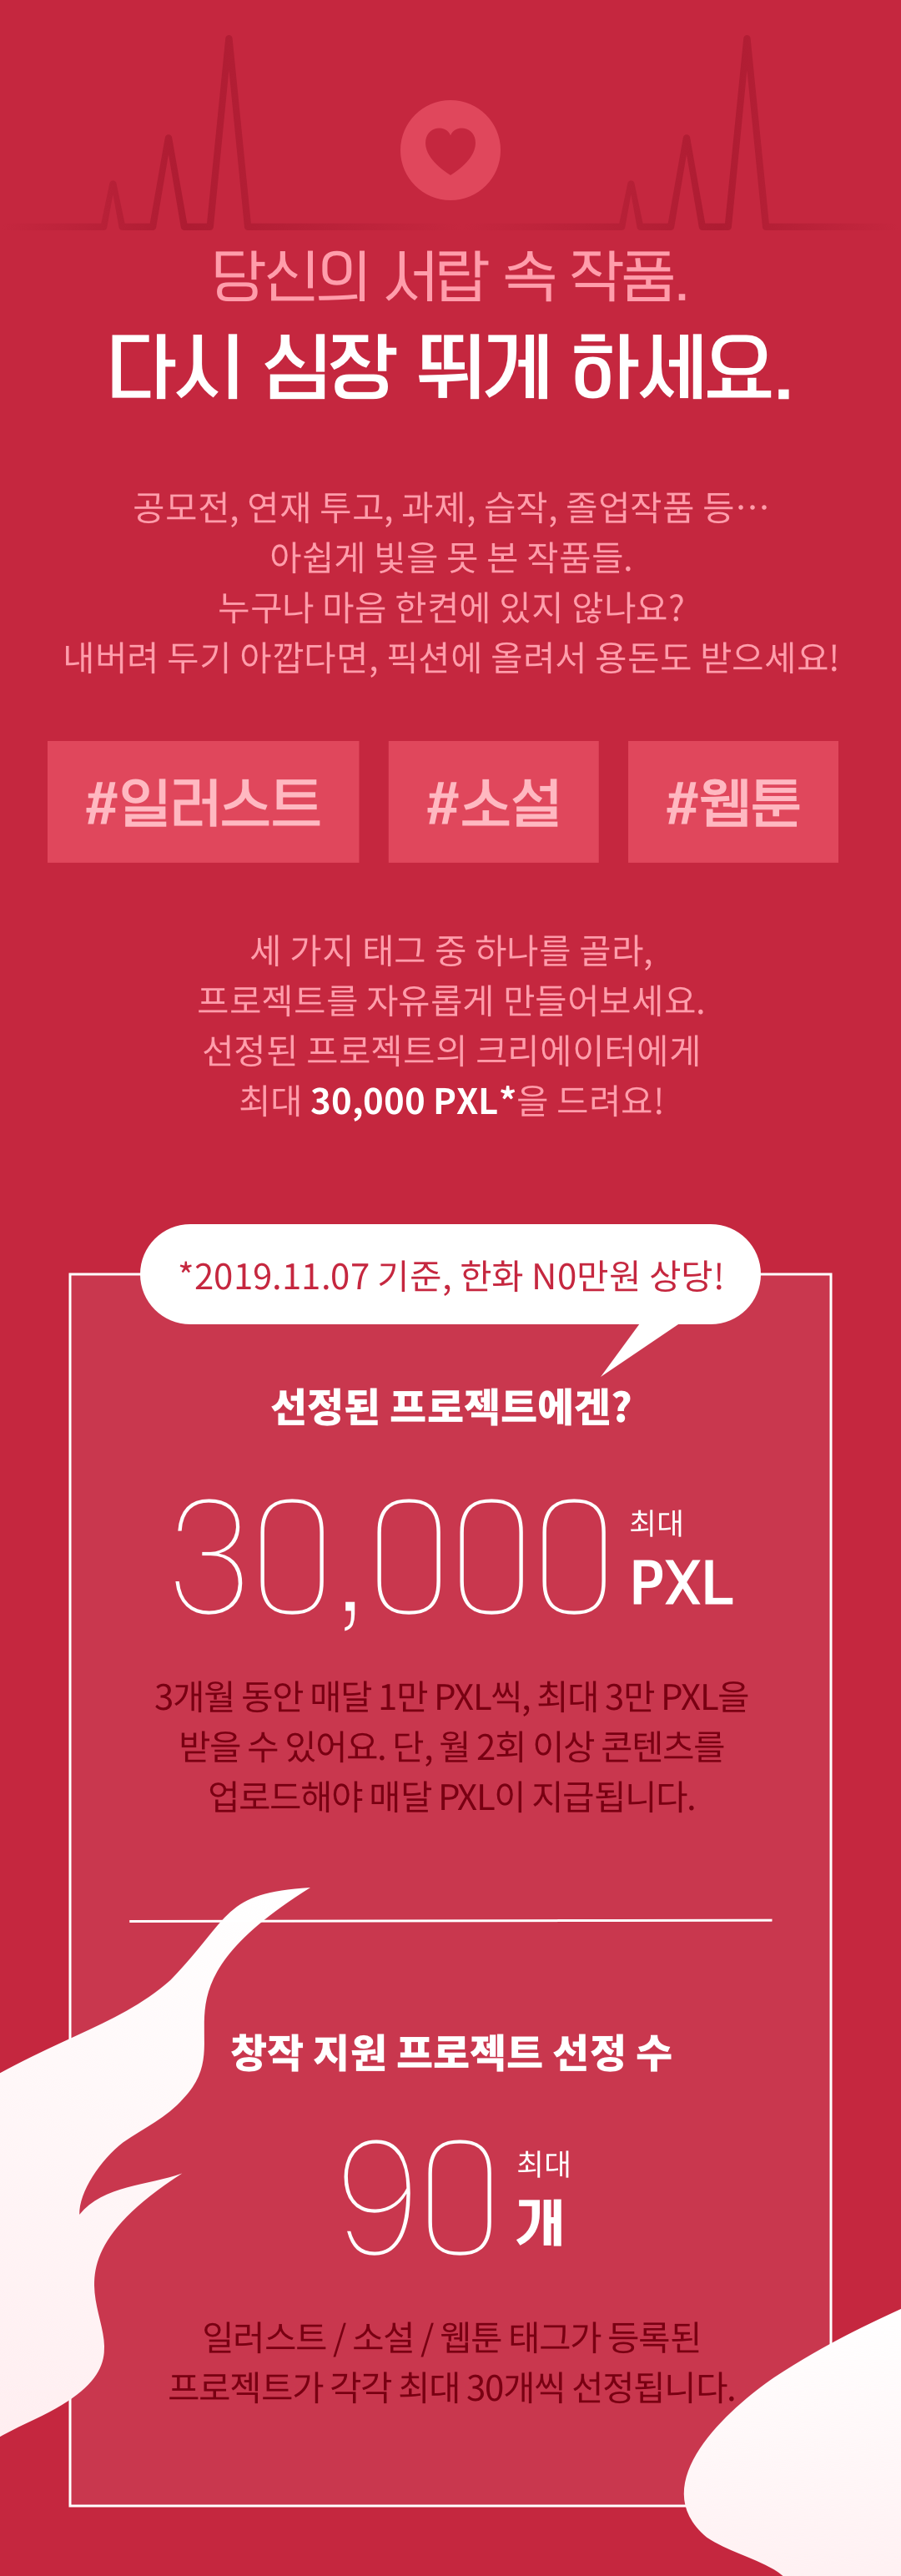 당신의 서랍 속 작품.
다시 심장 뛰게 하세요.
공모전, 연재 투고, 과제, 습작, 졸업작품 등…
아쉽게 빛을 못 본 작품들.
누구나 마음 한켠에 있지 않나요?
내버려 두기 아깝다면, 픽션에 올려서 용돈도 받으세요!
#일러스트 #소설 #웹툰
세 가지 태그 중 하나를 골라,
프로젝트를 자유롭게 만들어보세요.
선정된 프로젝트의 크리에이터에게
최대 30,000 PXL*을 드려요!
*2019.11.07 기준, 한화 N0만원 상당!
선정된 프로젝트에겐?
30,000 최대 PXL
3개월 동안 매달 1만 PXL씩, 최대 3만 PXL을
받을 수 있어요. 단, 월 2회 이상 콘텐츠를
업로드해야 매달 PXL이 지급됩니다.
창작 지원 프로젝트 선정 수
90 최대 개
일러스트 / 소설 / 웹툰 태그가 등록된
프로젝트가 각각 최대 30개씩 선정됩니다.